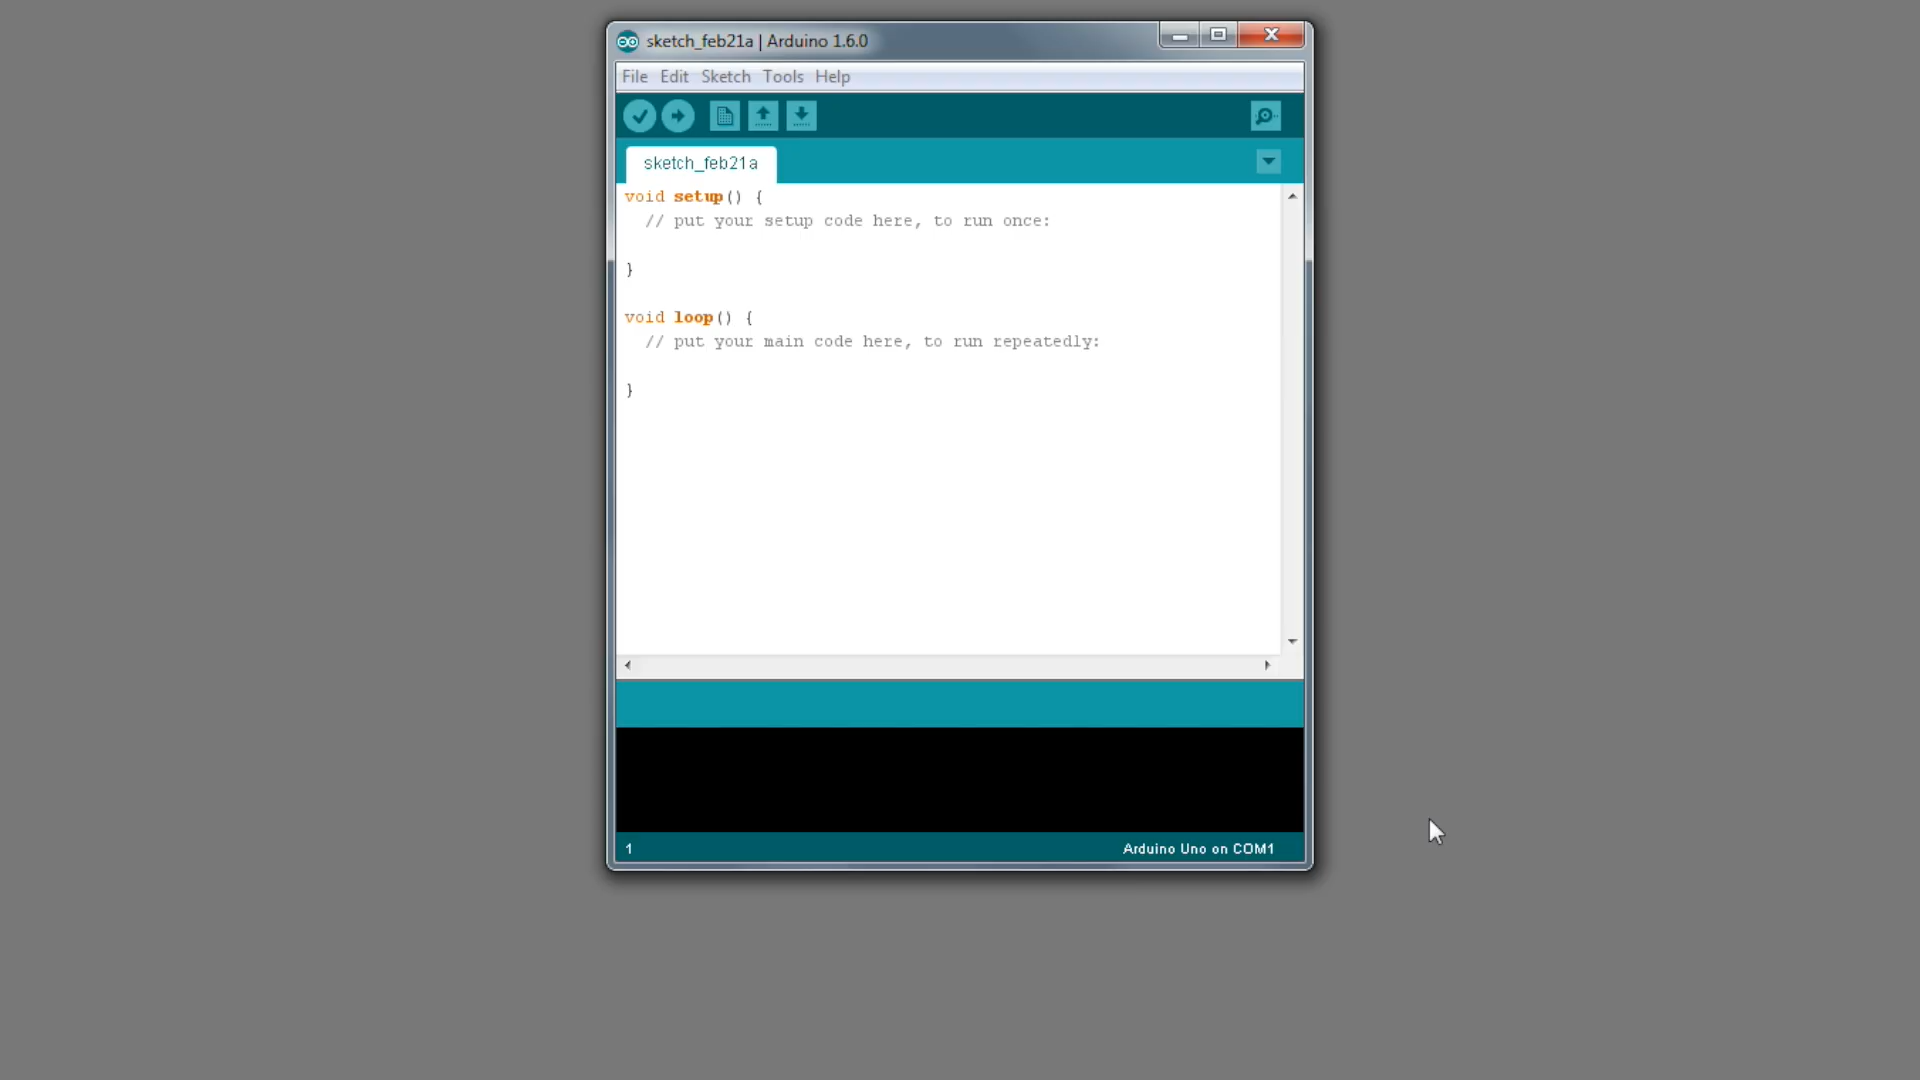 sketch_feb21a | Arduino 1.6.0
File Edit Sketch Tools Help
sketch_feb21a
void setup() {
// put your setup code here, to run once:
}
void loop() {
// put your main code here, to run repeatedly:
}
1 Arduino Uno on COM1